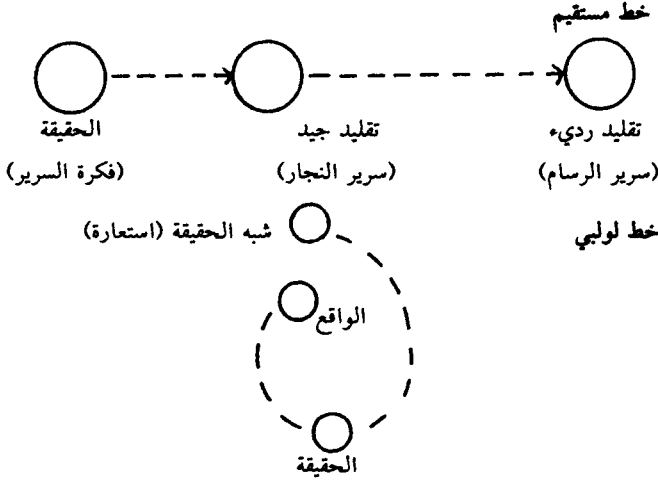 خط مستقيم
الحقيقة تقليد جيد تقليد رديء
(فكرة السرير) (سرير النجار) (سرير الرسام)
خط لولبي
شبه الحقيقة (استعارة)
الواقع
الحقيقة